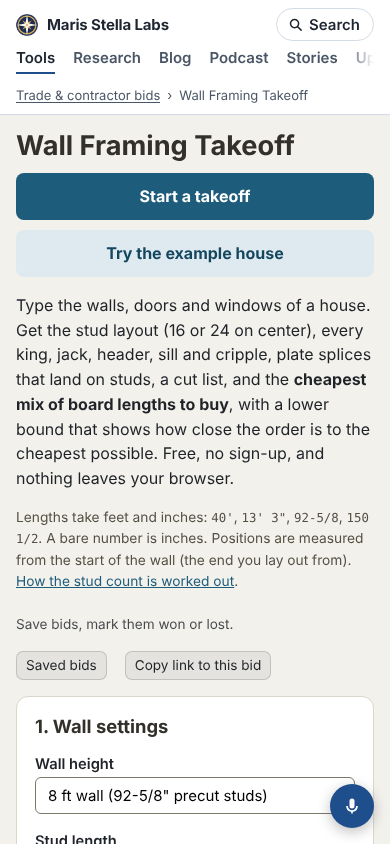 Maris Stella Labs
Search
Tools Research Blog Podcast Stories Up
Trade & contractor bids › Wall Framing Takeoff
Wall Framing Takeoff
Start a takeoff
Try the example house
Type the walls, doors and windows of a house.
Get the stud layout (16 or 24 on center), every
king, jack, header, sill and cripple, plate splices
that land on studs, a cut list, and the cheapest
mix of board lengths to buy, with a lower
bound that shows how close the order is to the
cheapest possible. Free, no sign-up, and
nothing leaves your browser.
Lengths take feet and inches: 40', 13' 3", 92-5/8, 150
1/2. A bare number is inches. Positions are measured
from the start of the wall (the end you lay out from).
How the stud count is worked out.
Save bids, mark them won or lost.
Saved bids
Copy link to this bid
1. Wall settings
Wall height
8 ft wall (92-5/8" precut studs)
Stud length